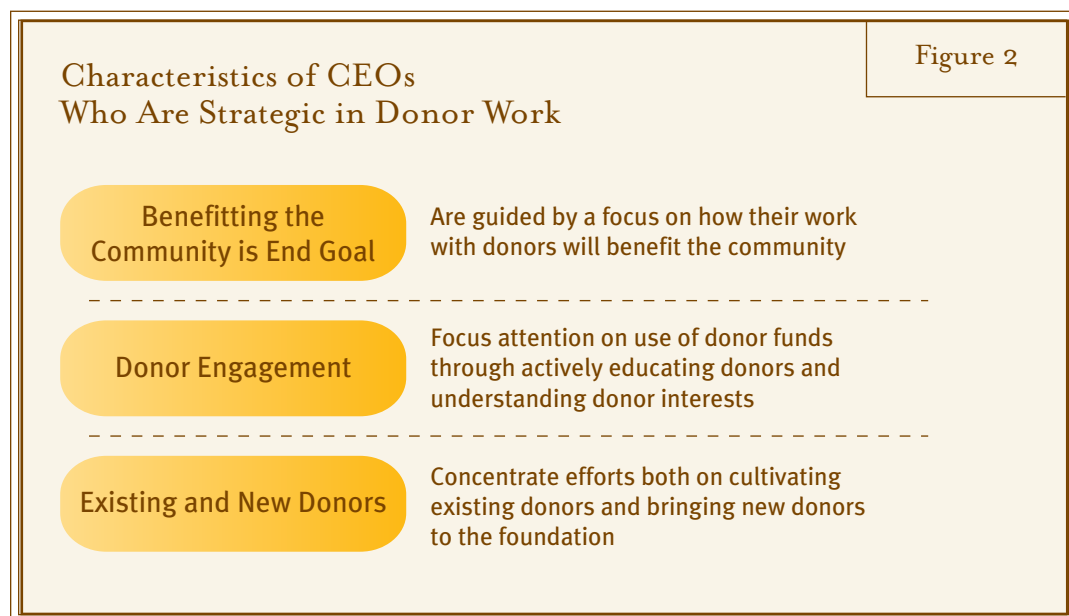 Figure 2
Characteristics of CEOs
Who Are Strategic in Donor Work
Benefitting the
Community is End Goal
Are guided by a focus on how their work
with donors will benefit the community
Donor Engagement
Focus attention on use of donor funds
through actively educating donors and
understanding donor interests
Existing and New Donors
Concentrate efforts both on cultivating
existing donors and bringing new donors
to the foundation